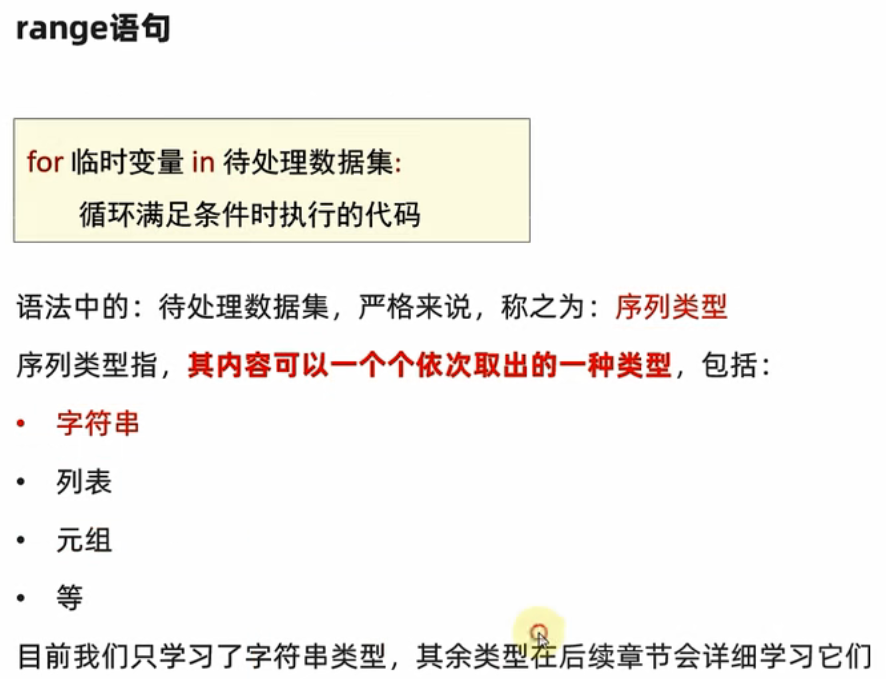 range语句
for 临时变量 in 待处理数据集:
循环满足条件时执行的代码
语法中的：待处理数据集，严格来说，称之为：序列类型
序列类型指，其内容可以一个个依次取出的一种类型，包括：
• 字符串
• 列表
• 元组
• 等
目前我们只学习了字符串类型，其余类型在后续章节会详细学习它们